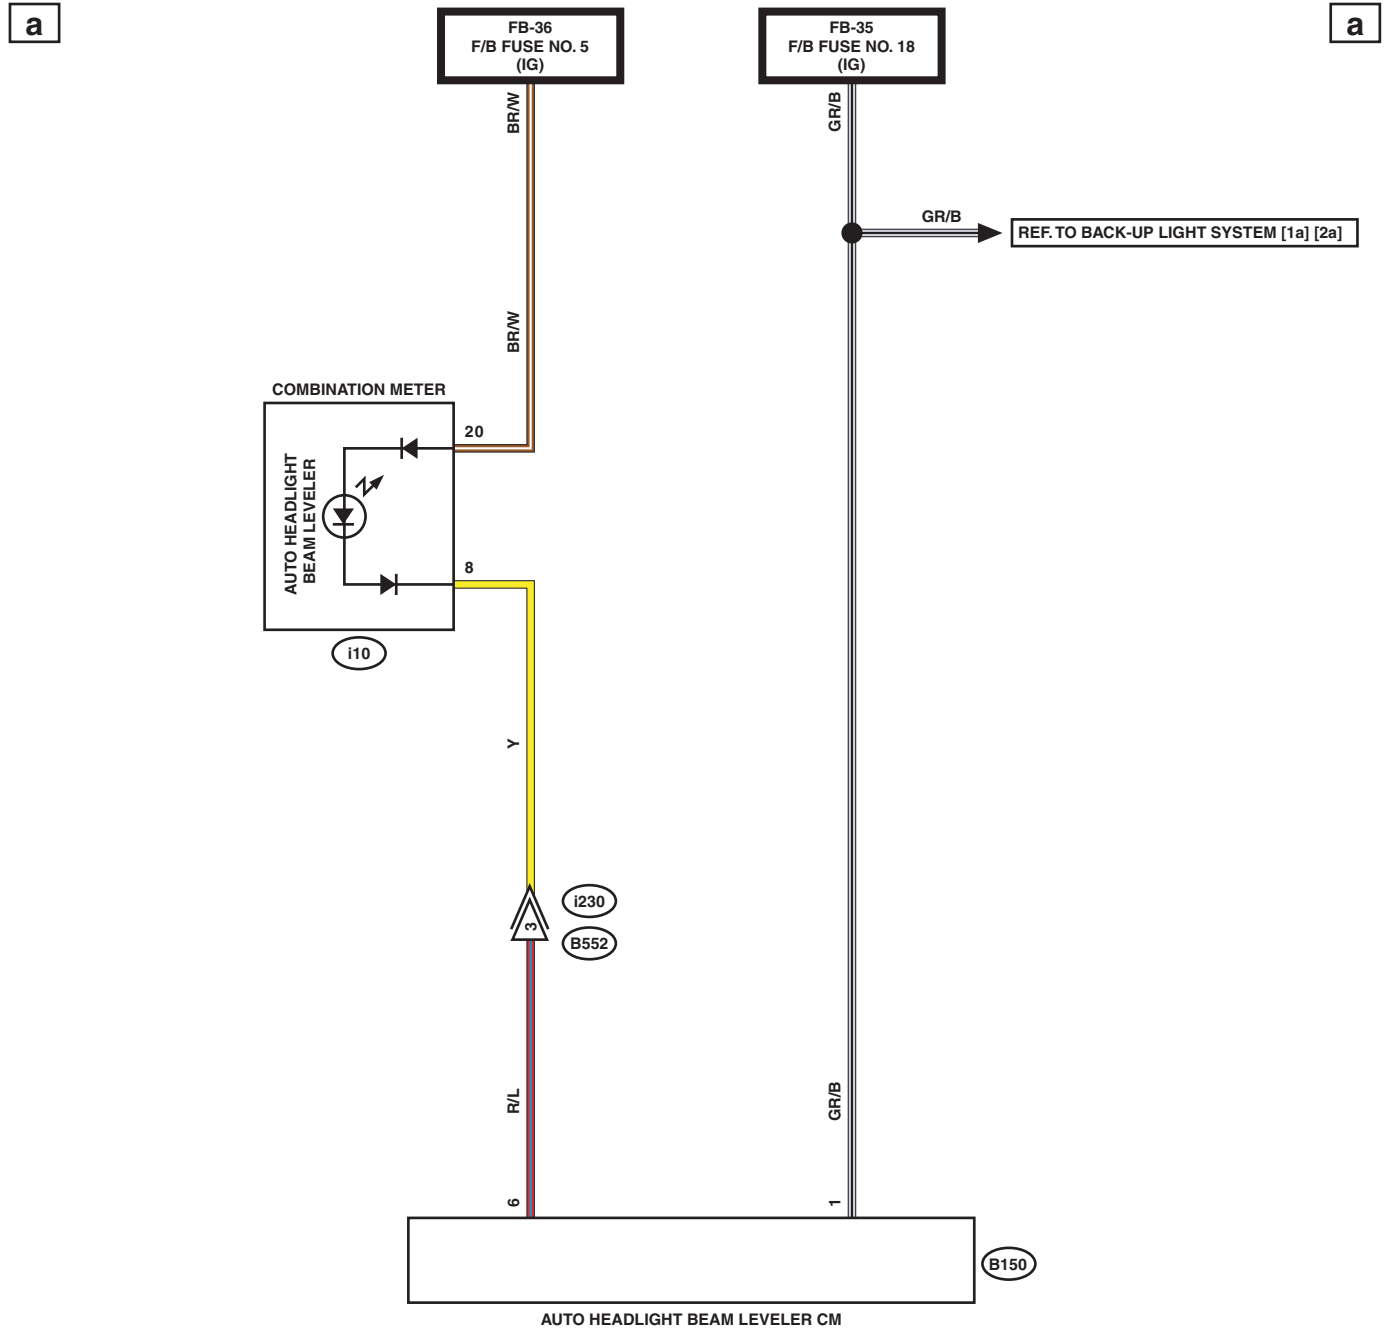 a
a
FB-36
F/B FUSE NO. 5
(IG)
FB-35
F/B FUSE NO. 18
(IG)
BR/W
GR/B
GR/B
REF. TO BACK-UP LIGHT SYSTEM [1a] [2a]
BR/W
COMBINATION METER
20
AUTO HEADLIGHT
BEAM LEVELER
8
i10
Y
i230
3
B552
R/L
GR/B
6
1
B150
AUTO HEADLIGHT BEAM LEVELER CM